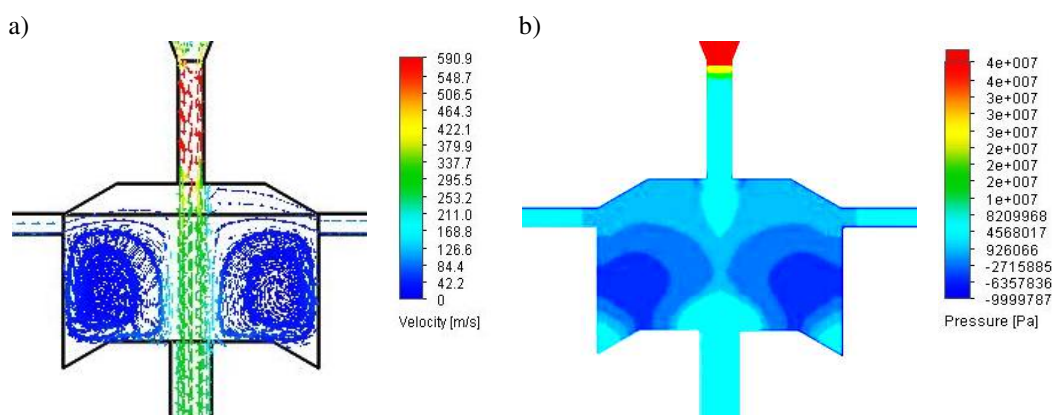 a)
590.9
548.7
506.5
464.3
422.1
379.9
337.7
295.5
253.2
211.0
168.8
126.6
84.4
42.2
0
Velocity [m/s]
b)
4e+007
4e+007
3e+007
3e+007
3e+007
2e+007
2e+007
1e+007
8209968
4568017
926066
-2715885
-6357836
-9999787
Pressure [Pa]